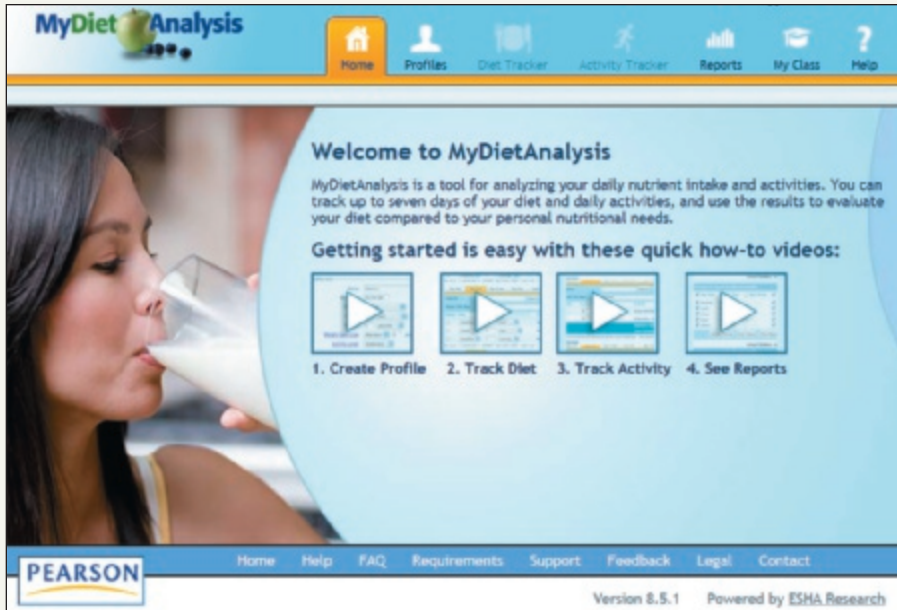 MyDiet Analysis
Home
Profiles
Diet Tracker
Activity Tracker
Reports
My Class
Help
Welcome to MyDietAnalysis
MyDietAnalysis is a tool for analyzing your daily nutrient intake and activities. You can
track up to seven days of your diet and daily activities, and use the results to evaluate
your diet compared to your personal nutritional needs.
Getting started is easy with these quick how-to videos:
1. Create Profile
2. Track Diet
3. Track Activity
4. See Reports
PEARSON
Home Help FAQ Requirements Support Feedback Legal Contact
Version 8.5.1 Powered by ESHA Research